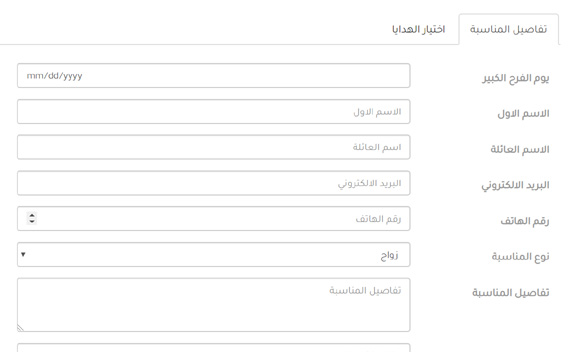 تفاصيل المناسبة
اختيار الهدايا
يوم الفرح الكبير
mm/dd/yyyy
الاسم الاول
الاسم الاول
الاسم العائلة
اسم العائلة
البريد الالكتروني
البريد الالكتروني
رقم الهاتف
رقم الهاتف
نوع المناسبة
زواج
تفاصيل المناسبة
تفاصيل المناسبة